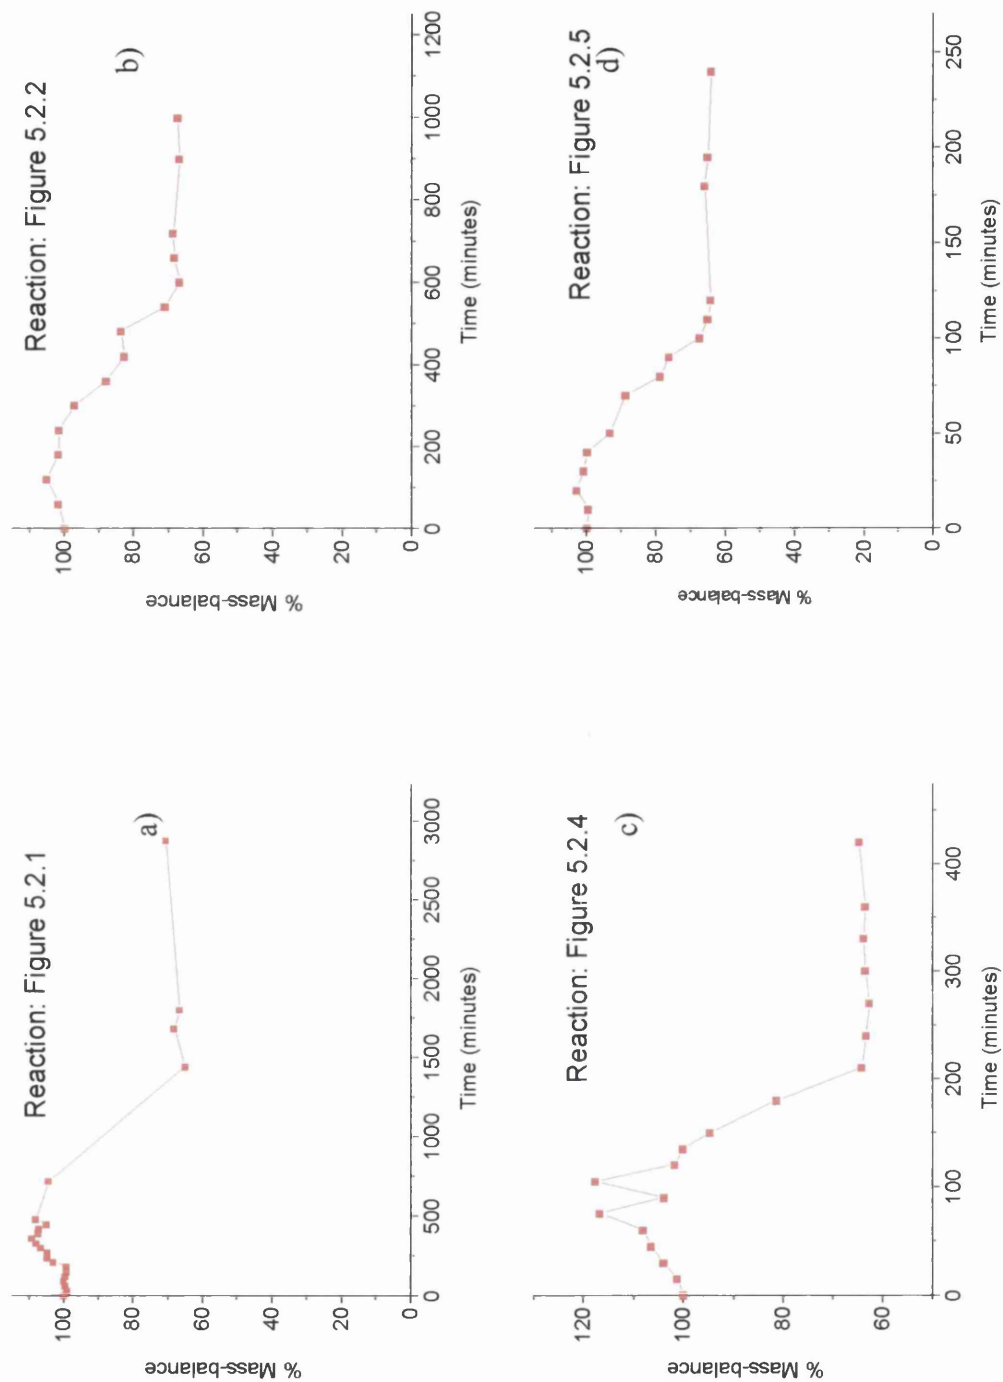 Reaction: Figure 5.2.1
a)
% Mass-balance
100
80
60
40
20
0
0
500
1000
1500
2000
2500
3000
Time (minutes)
Reaction: Figure 5.2.2
b)
% Mass-balance
100
80
60
40
20
0
0
200
400
600
800
1000
1200
Time (minutes)
Reaction: Figure 5.2.4
c)
% Mass-balance
120
100
80
60
0
100
200
300
400
Time (minutes)
Reaction: Figure 5.2.5
d)
% Mass-balance
100
80
60
40
20
0
0
50
100
150
200
250
Time (minutes)